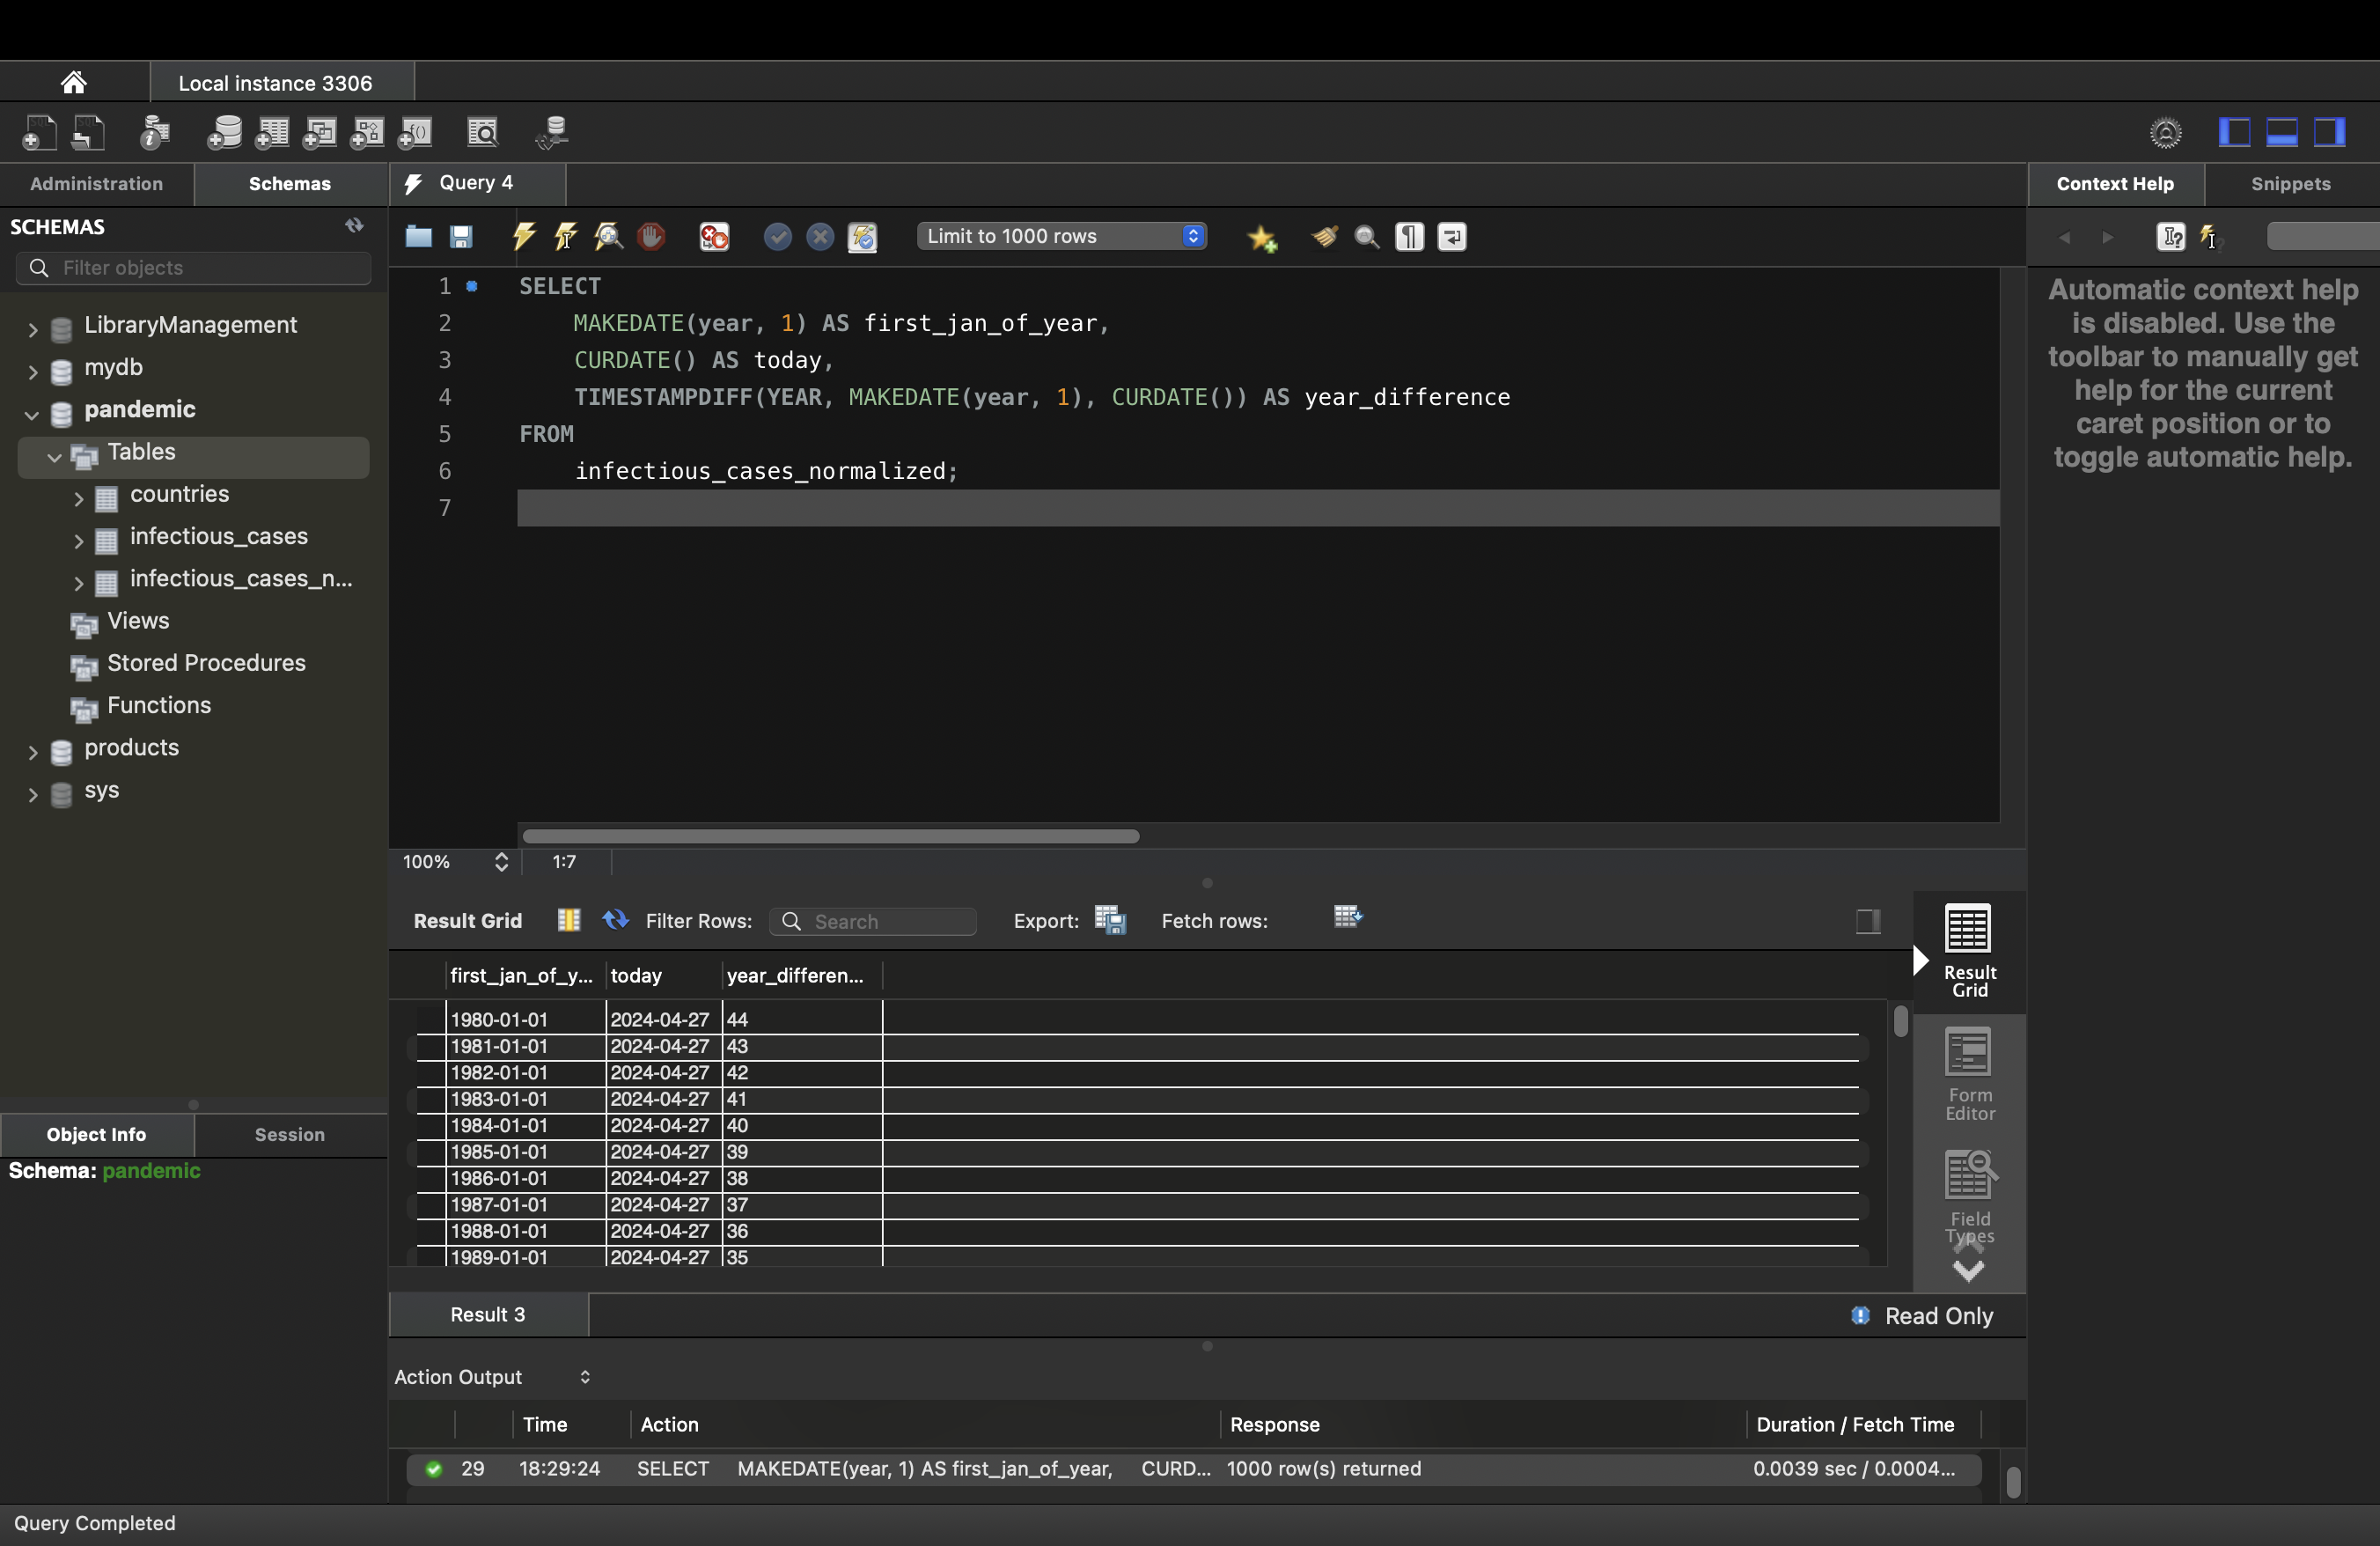 Local instance 3306
Administration
Schemas
Query 4
Context Help
Snippets
SCHEMAS
Filter objects
Limit to 1000 rows
LibraryManagement
mydb
pandemic
Tables
countries
infectious_cases
infectious_cases_n...
Views
Stored Procedures
Functions
products
sys
1 SELECT
2 MAKEDATE(year, 1) AS first_jan_of_year,
3 CURDATE() AS today,
4 TIMESTAMPDIFF(YEAR, MAKEDATE(year, 1), CURDATE()) AS year_difference
5 FROM
6 infectious_cases_normalized;
7
Automatic context help
is disabled. Use the
toolbar to manually get
help for the current
caret position or to
toggle automatic help.
100% 1:7
Result Grid Filter Rows: Search Export: Fetch rows:
first_jan_of_y... today year_differen...
1980-01-01 2024-04-27 44
1981-01-01 2024-04-27 43
1982-01-01 2024-04-27 42
1983-01-01 2024-04-27 41
1984-01-01 2024-04-27 40
1985-01-01 2024-04-27 39
1986-01-01 2024-04-27 38
1987-01-01 2024-04-27 37
1988-01-01 2024-04-27 36
1989-01-01 2024-04-27 35
Result
Grid
Form
Editor
Field
Types
Object Info
Session
Schema: pandemic
Result 3
Read Only
Action Output
Time Action Response Duration / Fetch Time
29 18:29:24 SELECT MAKEDATE(year, 1) AS first_jan_of_year, CURD... 1000 row(s) returned 0.0039 sec / 0.0004...
Query Completed